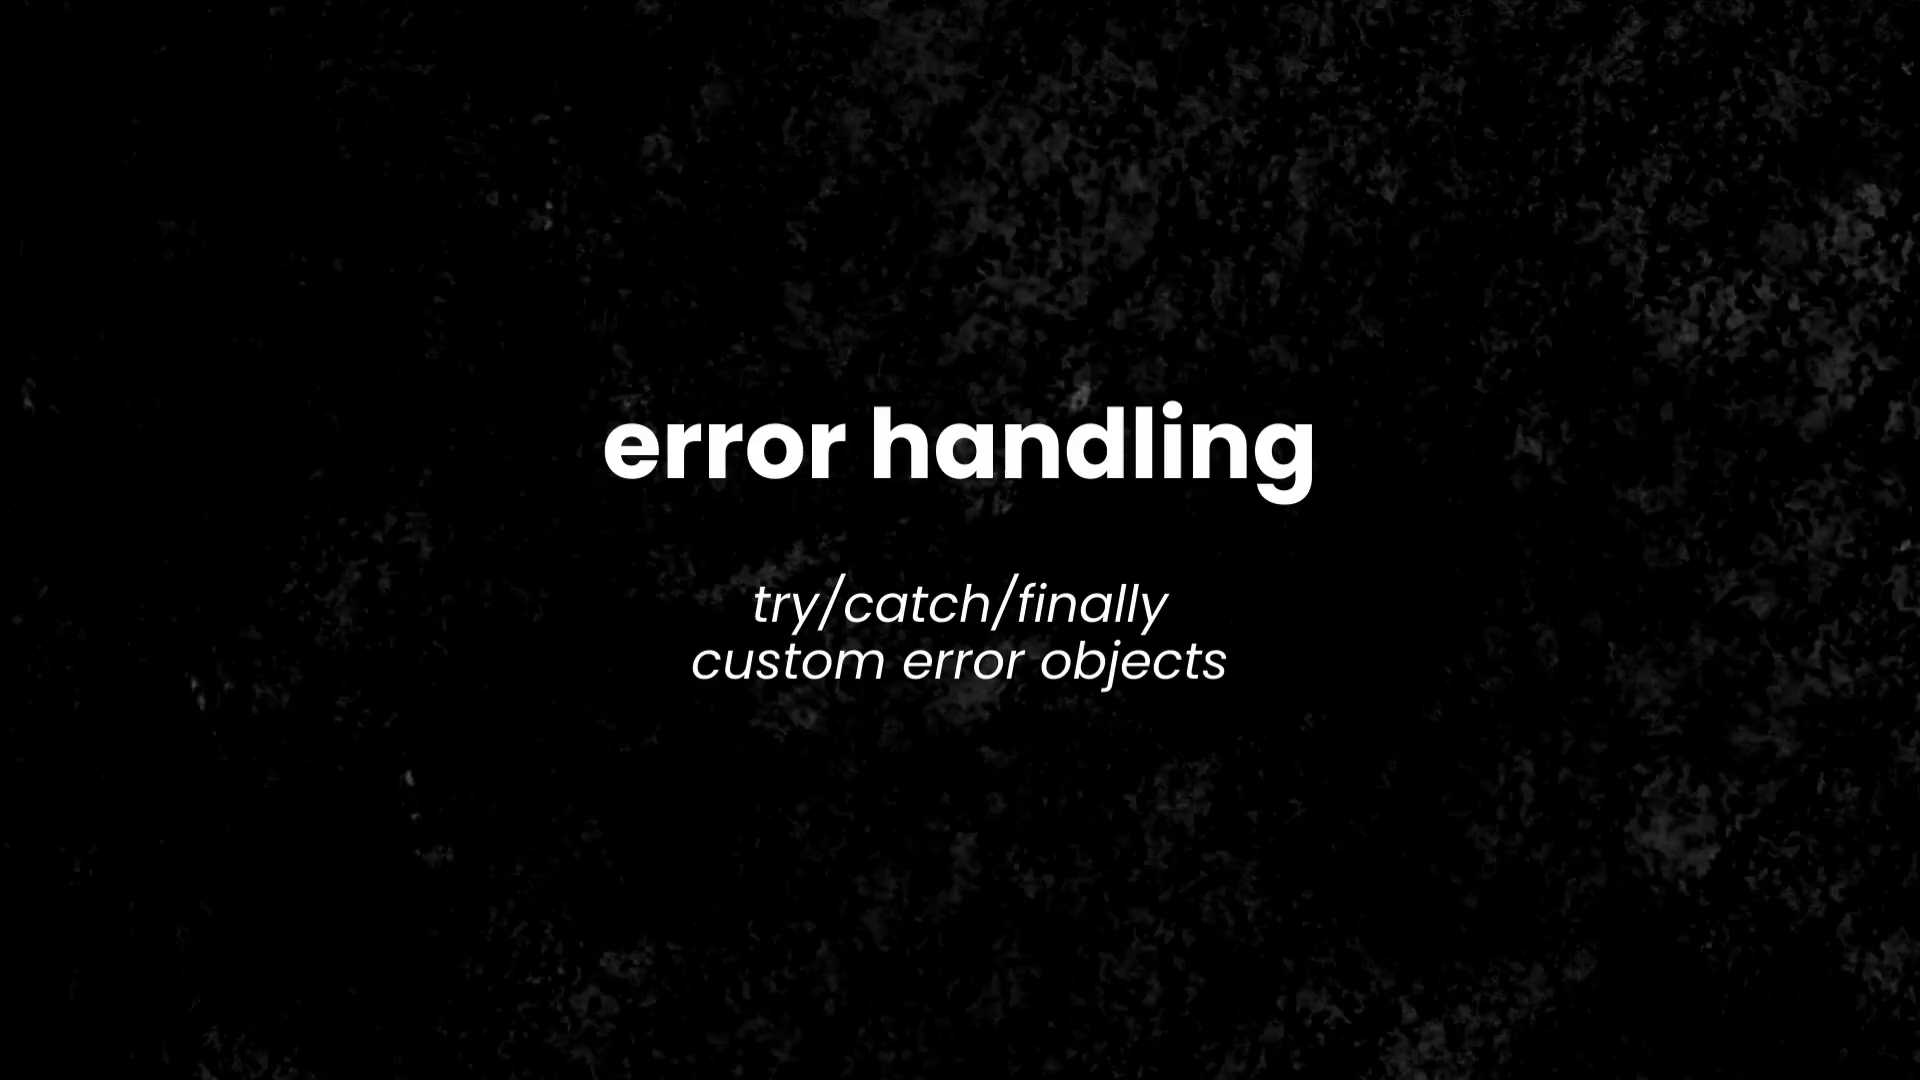 error handling
try/catch/finally
custom error objects